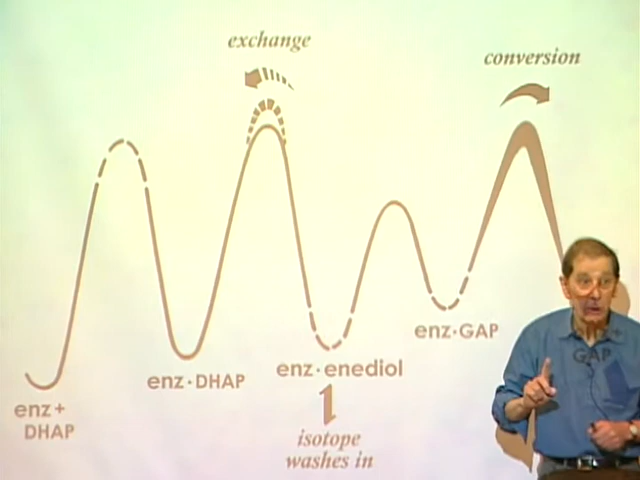 exchange
conversion
enz+
DHAP
enz·DHAP
enz·enediol
isotope
washes in
enz·GAP
GAP